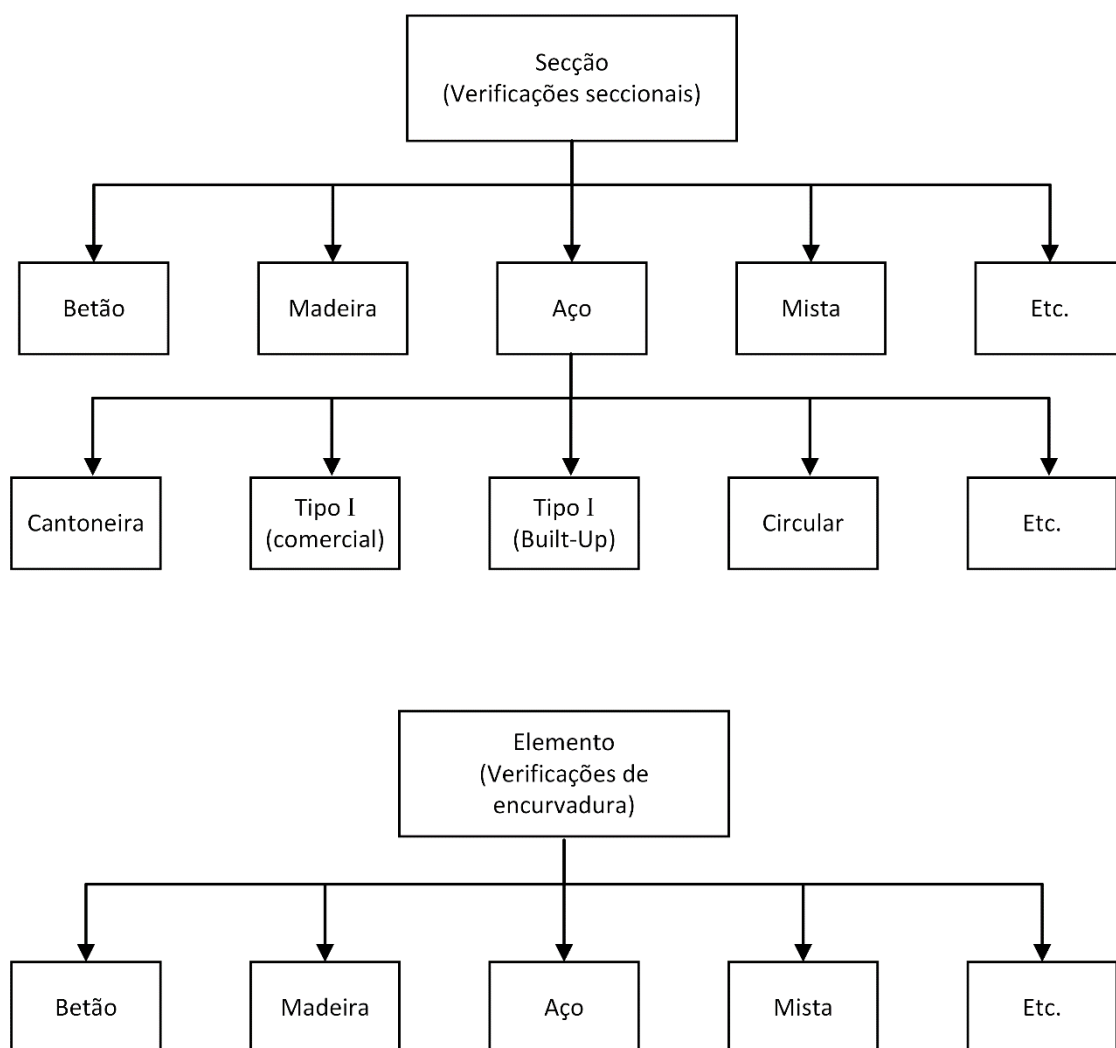 Secção
(Verificações seccionais)
Betão
Madeira
Aço
Mista
Etc.
Cantoneira
Tipo I
(comercial)
Tipo I
(Built-Up)
Circular
Etc.
Elemento
(Verificações de
encurvadura)
Betão
Madeira
Aço
Mista
Etc.